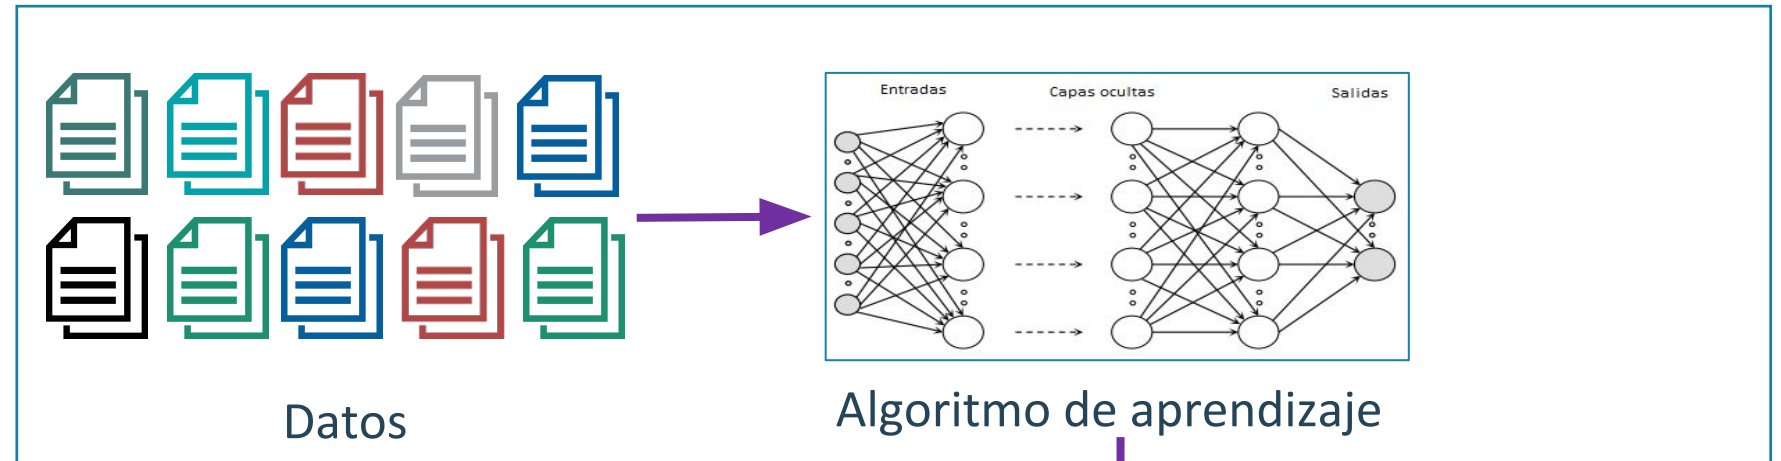 Entradas
Capas ocultas
Salidas
Datos
Algoritmo de aprendizaje